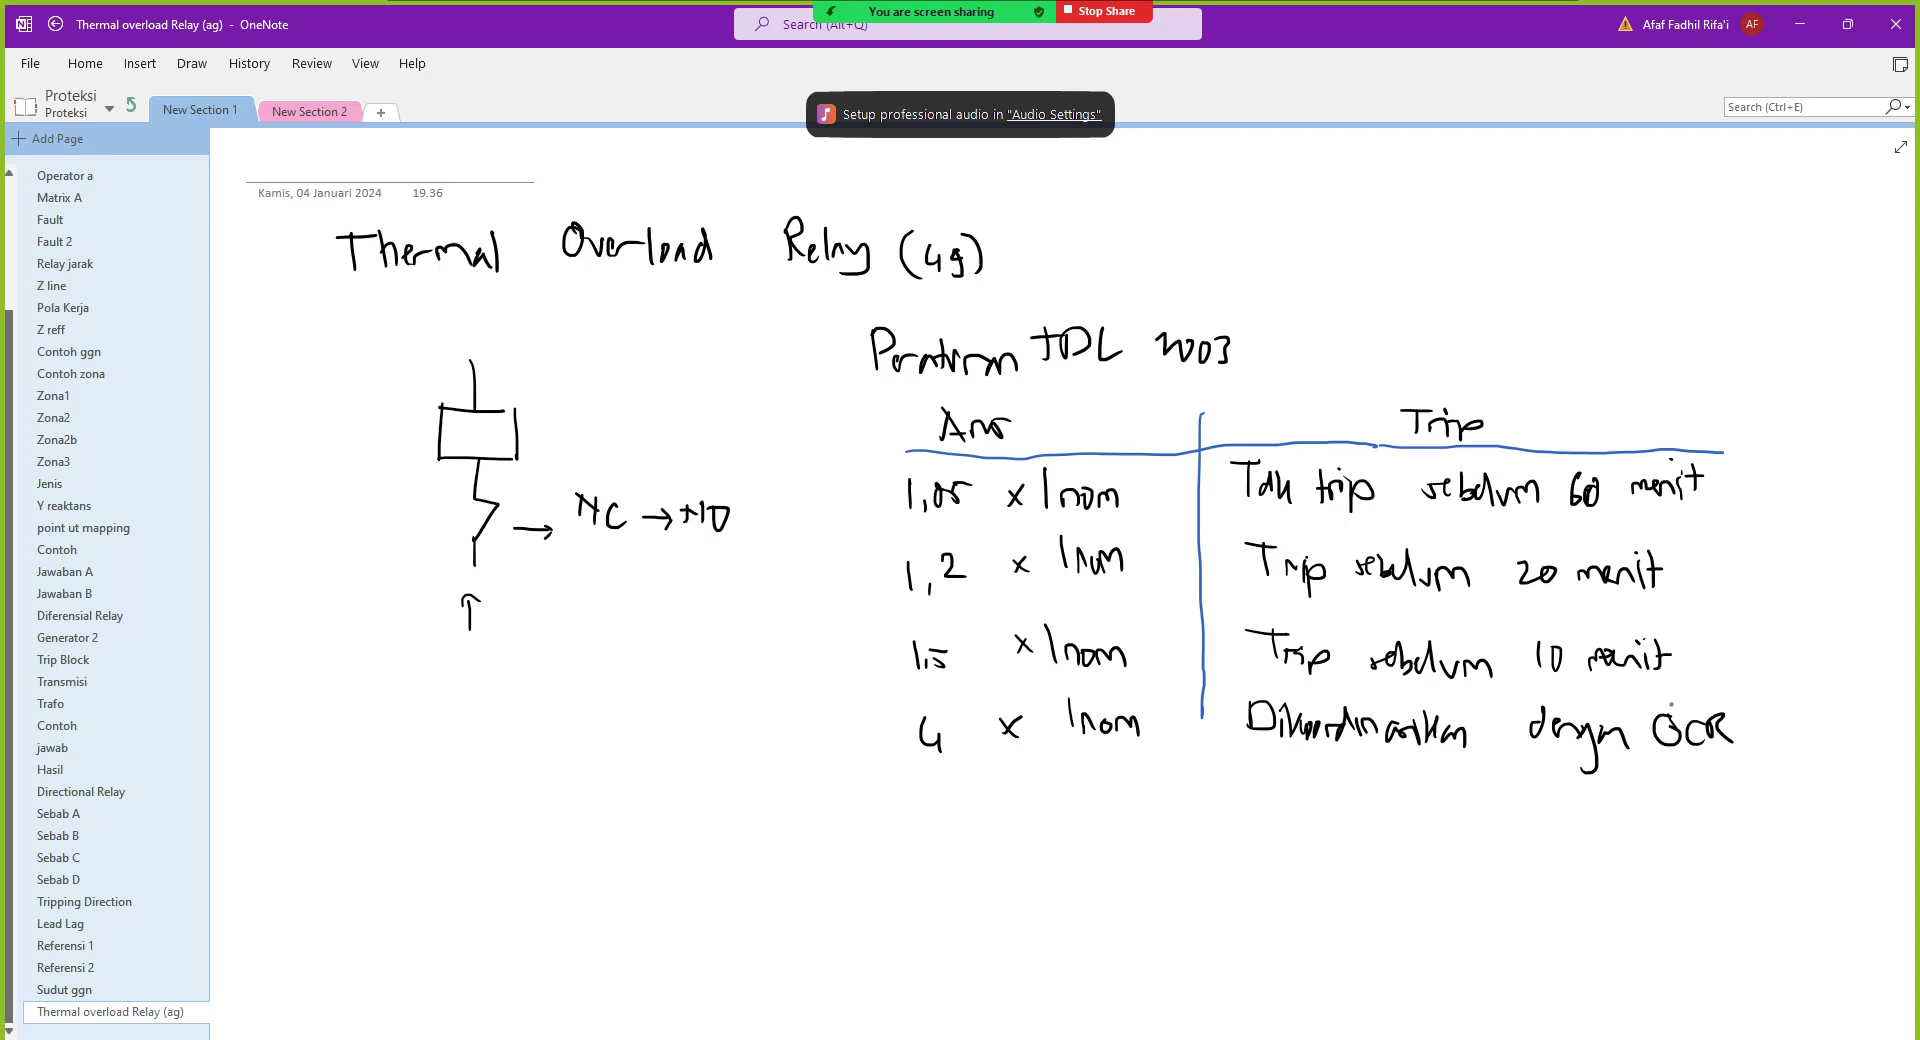 Thermal overload Relay (ag) - OneNote
You are screen sharing
Stop Share
Search (Alt+Q)
Afaf Fadhil Rifa'i
AF
File Home Insert Draw History Review View Help
Proteksi
Proteksi
New Section 1
New Section 2
Setup professional audio in "Audio Settings"
Search (Ctrl+E)
Add Page
Operator a
Matrix A
Fault
Fault 2
Relay jarak
Z line
Pola Kerja
Z reff
Contoh ggn
Contoh zona
Zona1
Zona2
Zona2b
Zona3
Jenis
Y reaktans
point ut mapping
Contoh
Jawaban A
Jawaban B
Diferensial Relay
Generator 2
Trip Block
Transmisi
Trafo
Contoh
jawab
Hasil
Directional Relay
Sebab A
Sebab B
Sebab C
Sebab D
Tripping Direction
Lead Lag
Referensi 1
Referensi 2
Sudut ggn
Thermal overload Relay (ag)
Kamis, 04 Januari 2024 19.36
Thermal Overload Relay (49)
NC → NO
Peraturan JDL 2003
Arus Trip
1,05 x Inom Tdk trip sebelum 60 menit
1,2 x Inom Trip sebelum 20 menit
1,5 x Inom Trip sebelum 10 menit
4 x Inom Dikoordinasikan dengan OCR